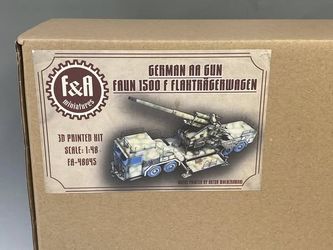 GERMAN AA GUN
FAUN 1500 F FLAKTRÄGERWAGEN
F&A
miniatures
3D PRINTED KIT
SCALE: 1:48
FA-48045